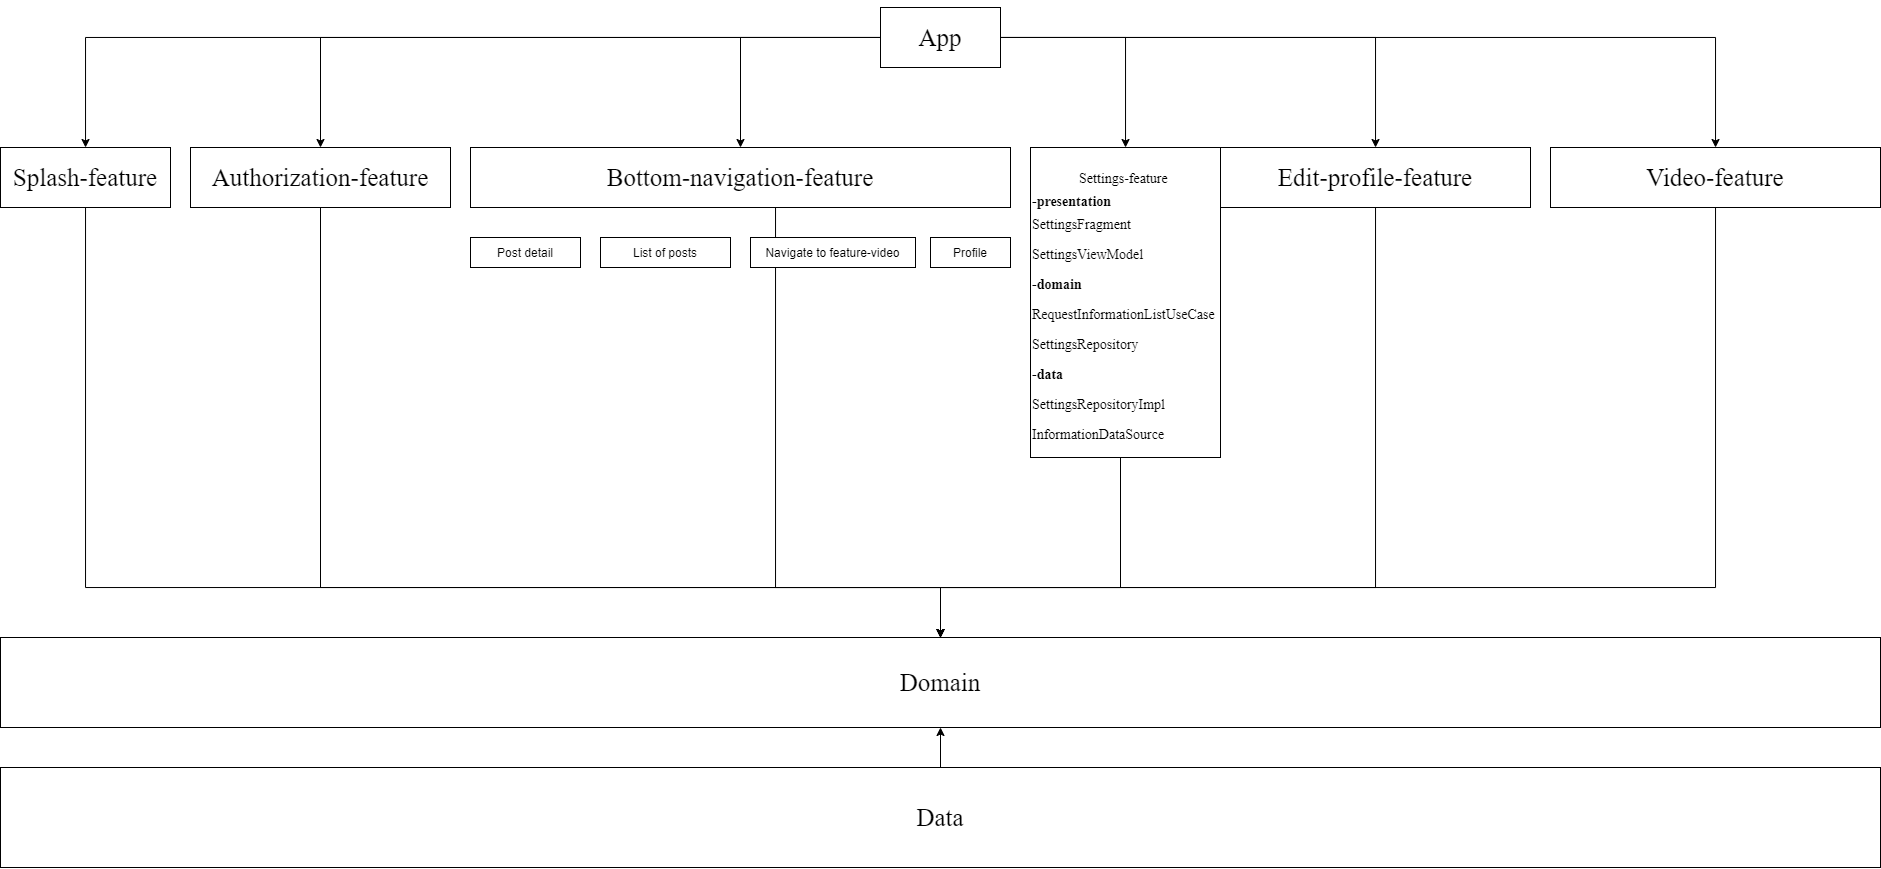 App
Splash-feature
Authorization-feature
Bottom-navigation-feature
Settings-feature
Edit-profile-feature
Video-feature
Post detail
List of posts
Navigate to feature-video
Profile
-presentation
SettingsFragment
SettingsViewModel
-domain
RequestInformationListUseCase
SettingsRepository
-data
SettingsRepositoryImpl
InformationDataSource
Domain
Data